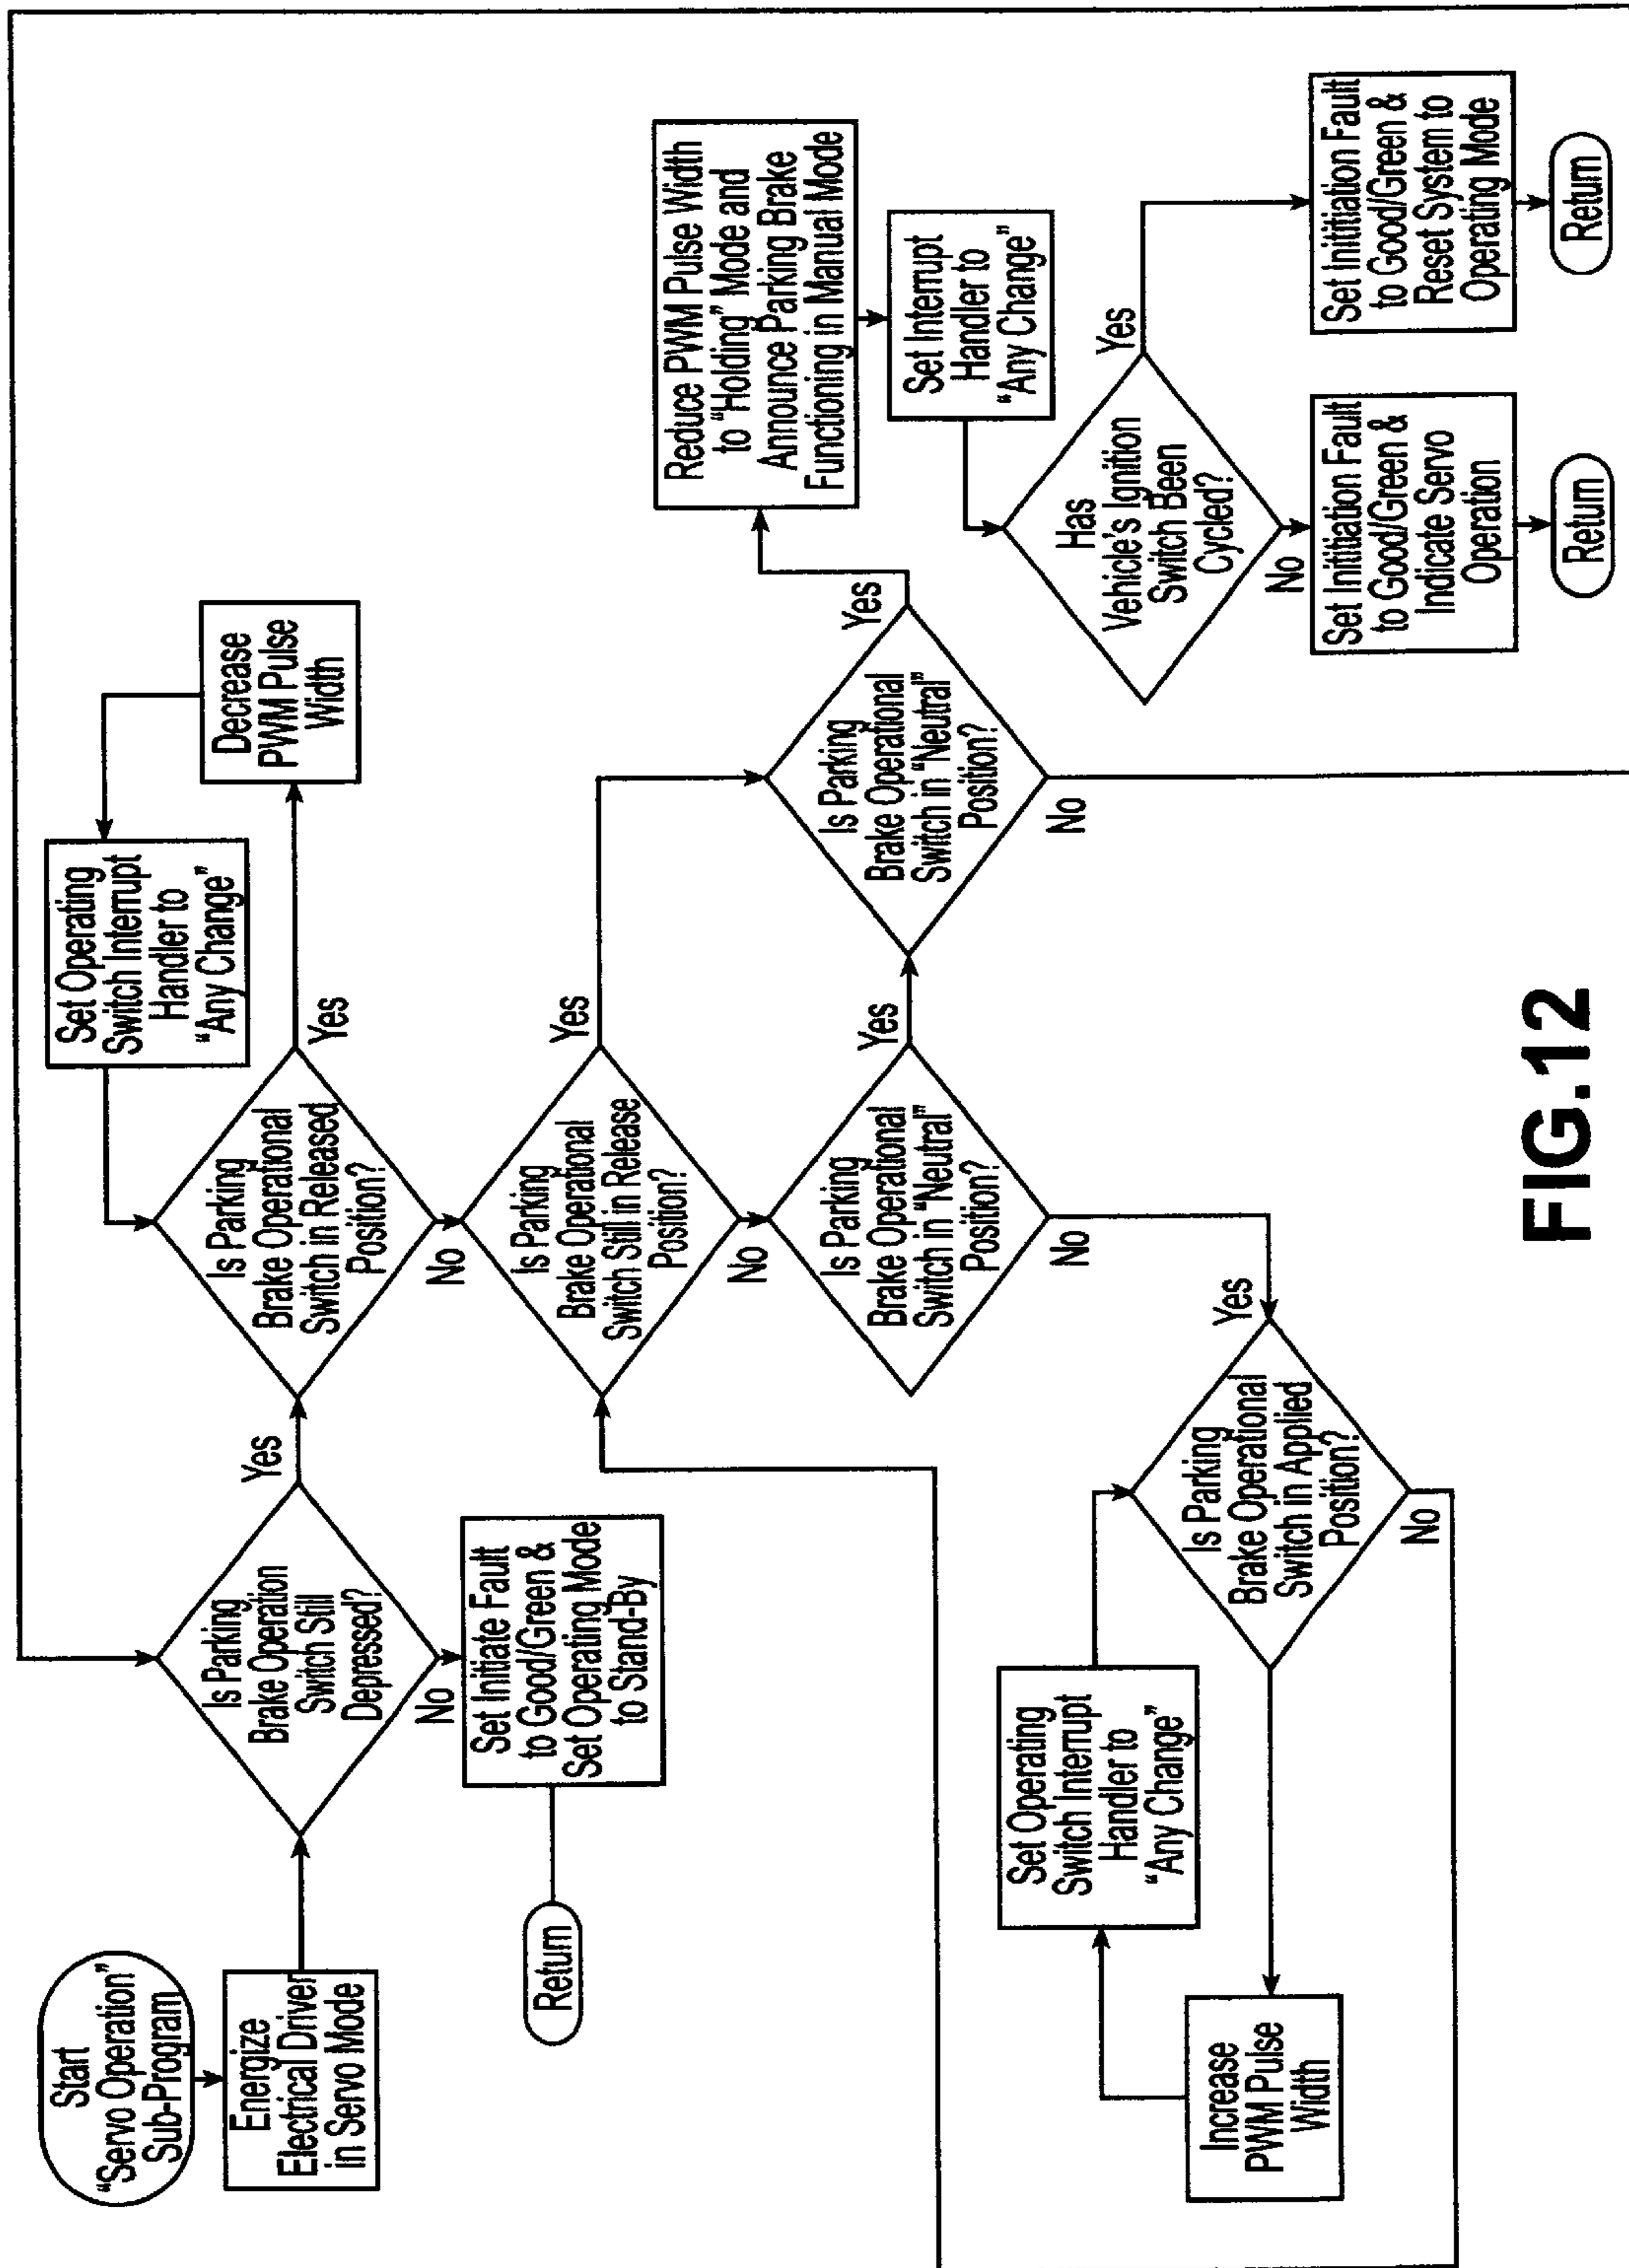 Start
“Servo Operation”
Sub-Program
Energize
Electrical Driver
in Servo Mode
Is Parking
Brake Operation
Switch Still
Depressed?
Yes
No
Set Initiate Fault
to Good/Green &
Set Operating Mode
to Stand-By
Return
Is Parking
Brake Operational
Switch in Released
Position?
Yes
No
Decrease
PWM Pulse
Width
Set Operating
Switch Interrupt
Handler to
“Any Change”
Is Parking
Brake Operational
Switch Still in Release
Position?
Yes
No
Is Parking
Brake Operational
Switch in “Neutral”
Position?
Yes
No
Is Parking
Brake Operational
Switch in “Neutral”
Position?
Yes
No
Reduce PWM Pulse Width
to “Holding” Mode and
Announce Parking Brake
Functioning in Manual Mode
Set Interrupt
Handler to
“Any Change”
Has
Vehicle’s Ignition
Switch Been
Cycled?
Yes
No
Set Inititiation Fault
to Good/Green &
Indicate Servo
Operation
Return
Set Inititiation Fault
to Good/Green &
Reset System to
Operating Mode
Return
Is Parking
Brake Operational
Switch in Applied
Position?
Yes
No
Increase
PWM Pulse
Width
Set Operating
Switch Interrupt
Handler to
“Any Change”
FIG.12